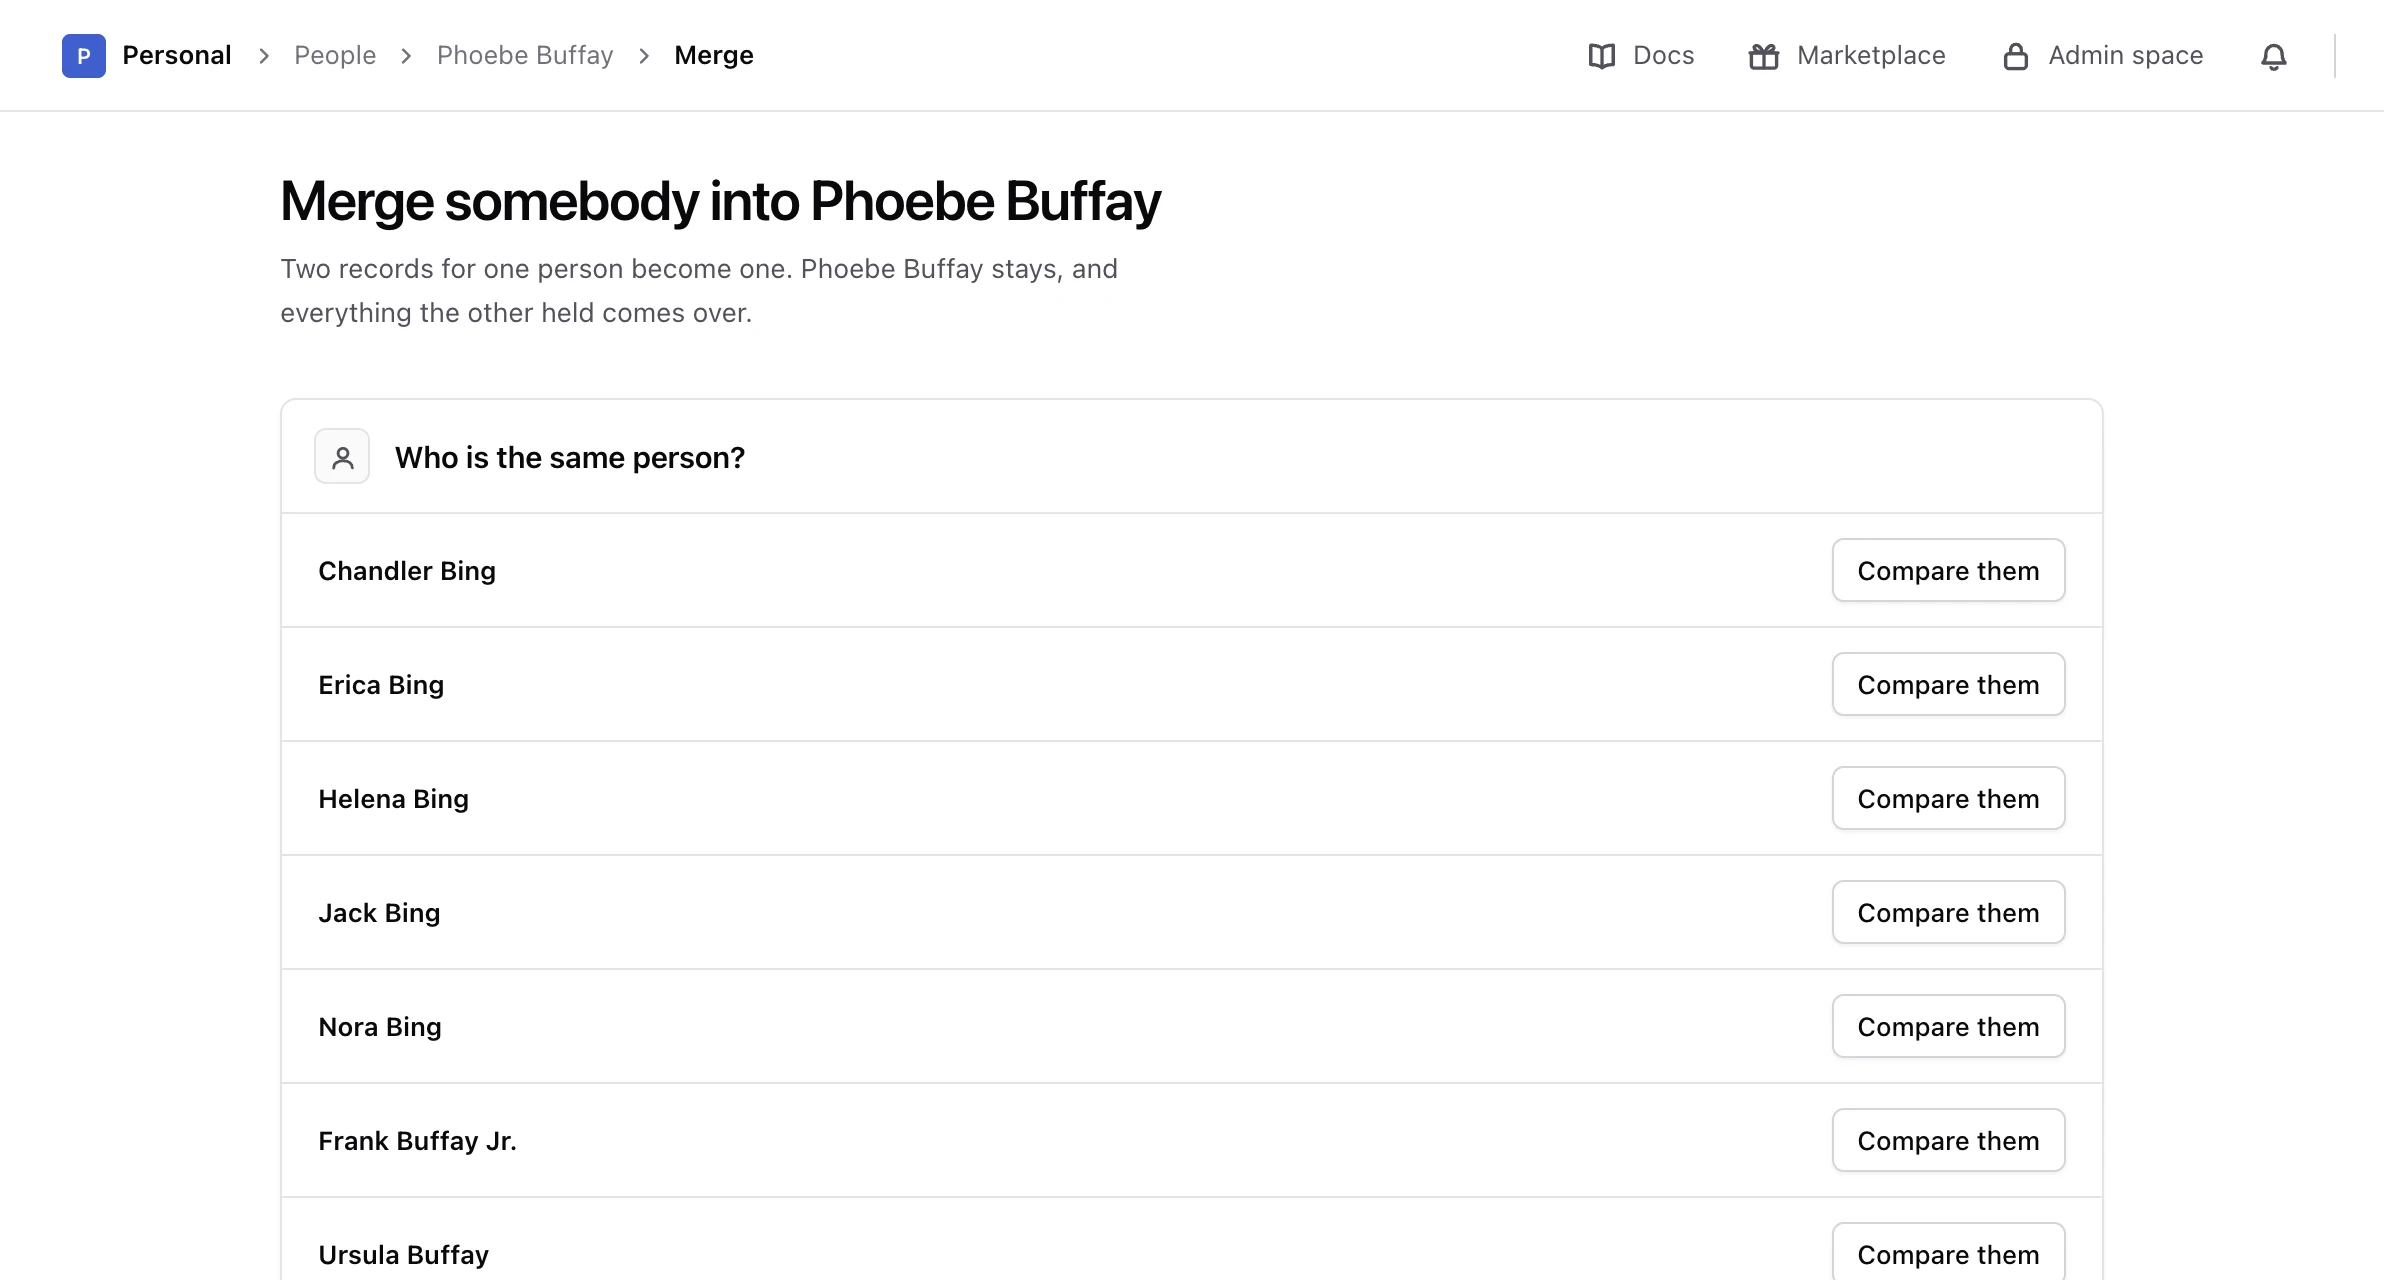 P Personal > People > Phoebe Buffay > Merge Docs Marketplace Admin space
Merge somebody into Phoebe Buffay
Two records for one person become one. Phoebe Buffay stays, and
everything the other held comes over.
Who is the same person?
Chandler Bing Compare them
Erica Bing Compare them
Helena Bing Compare them
Jack Bing Compare them
Nora Bing Compare them
Frank Buffay Jr. Compare them
Ursula Buffay Compare them